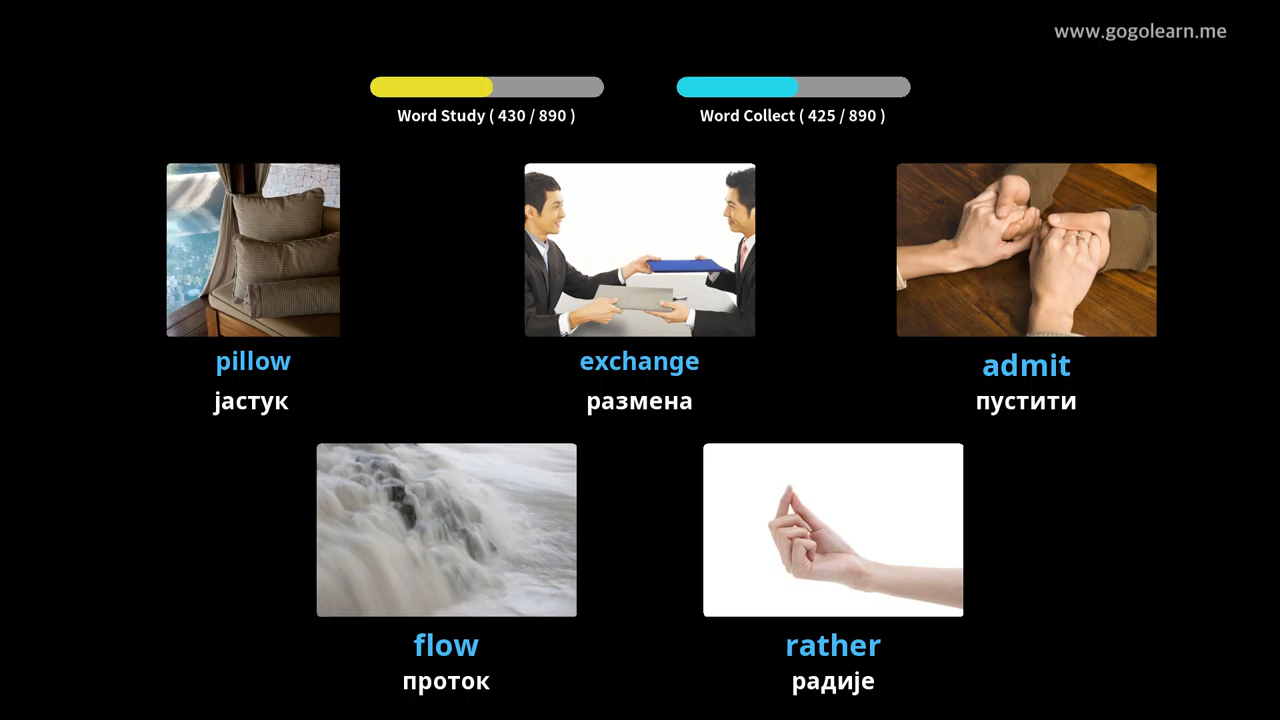 www.gogolearn.me
Word Study ( 430 / 890 )
Word Collect ( 425 / 890 )
pillow
јастук
exchange
размена
admit
пустити
flow
проток
rather
радије